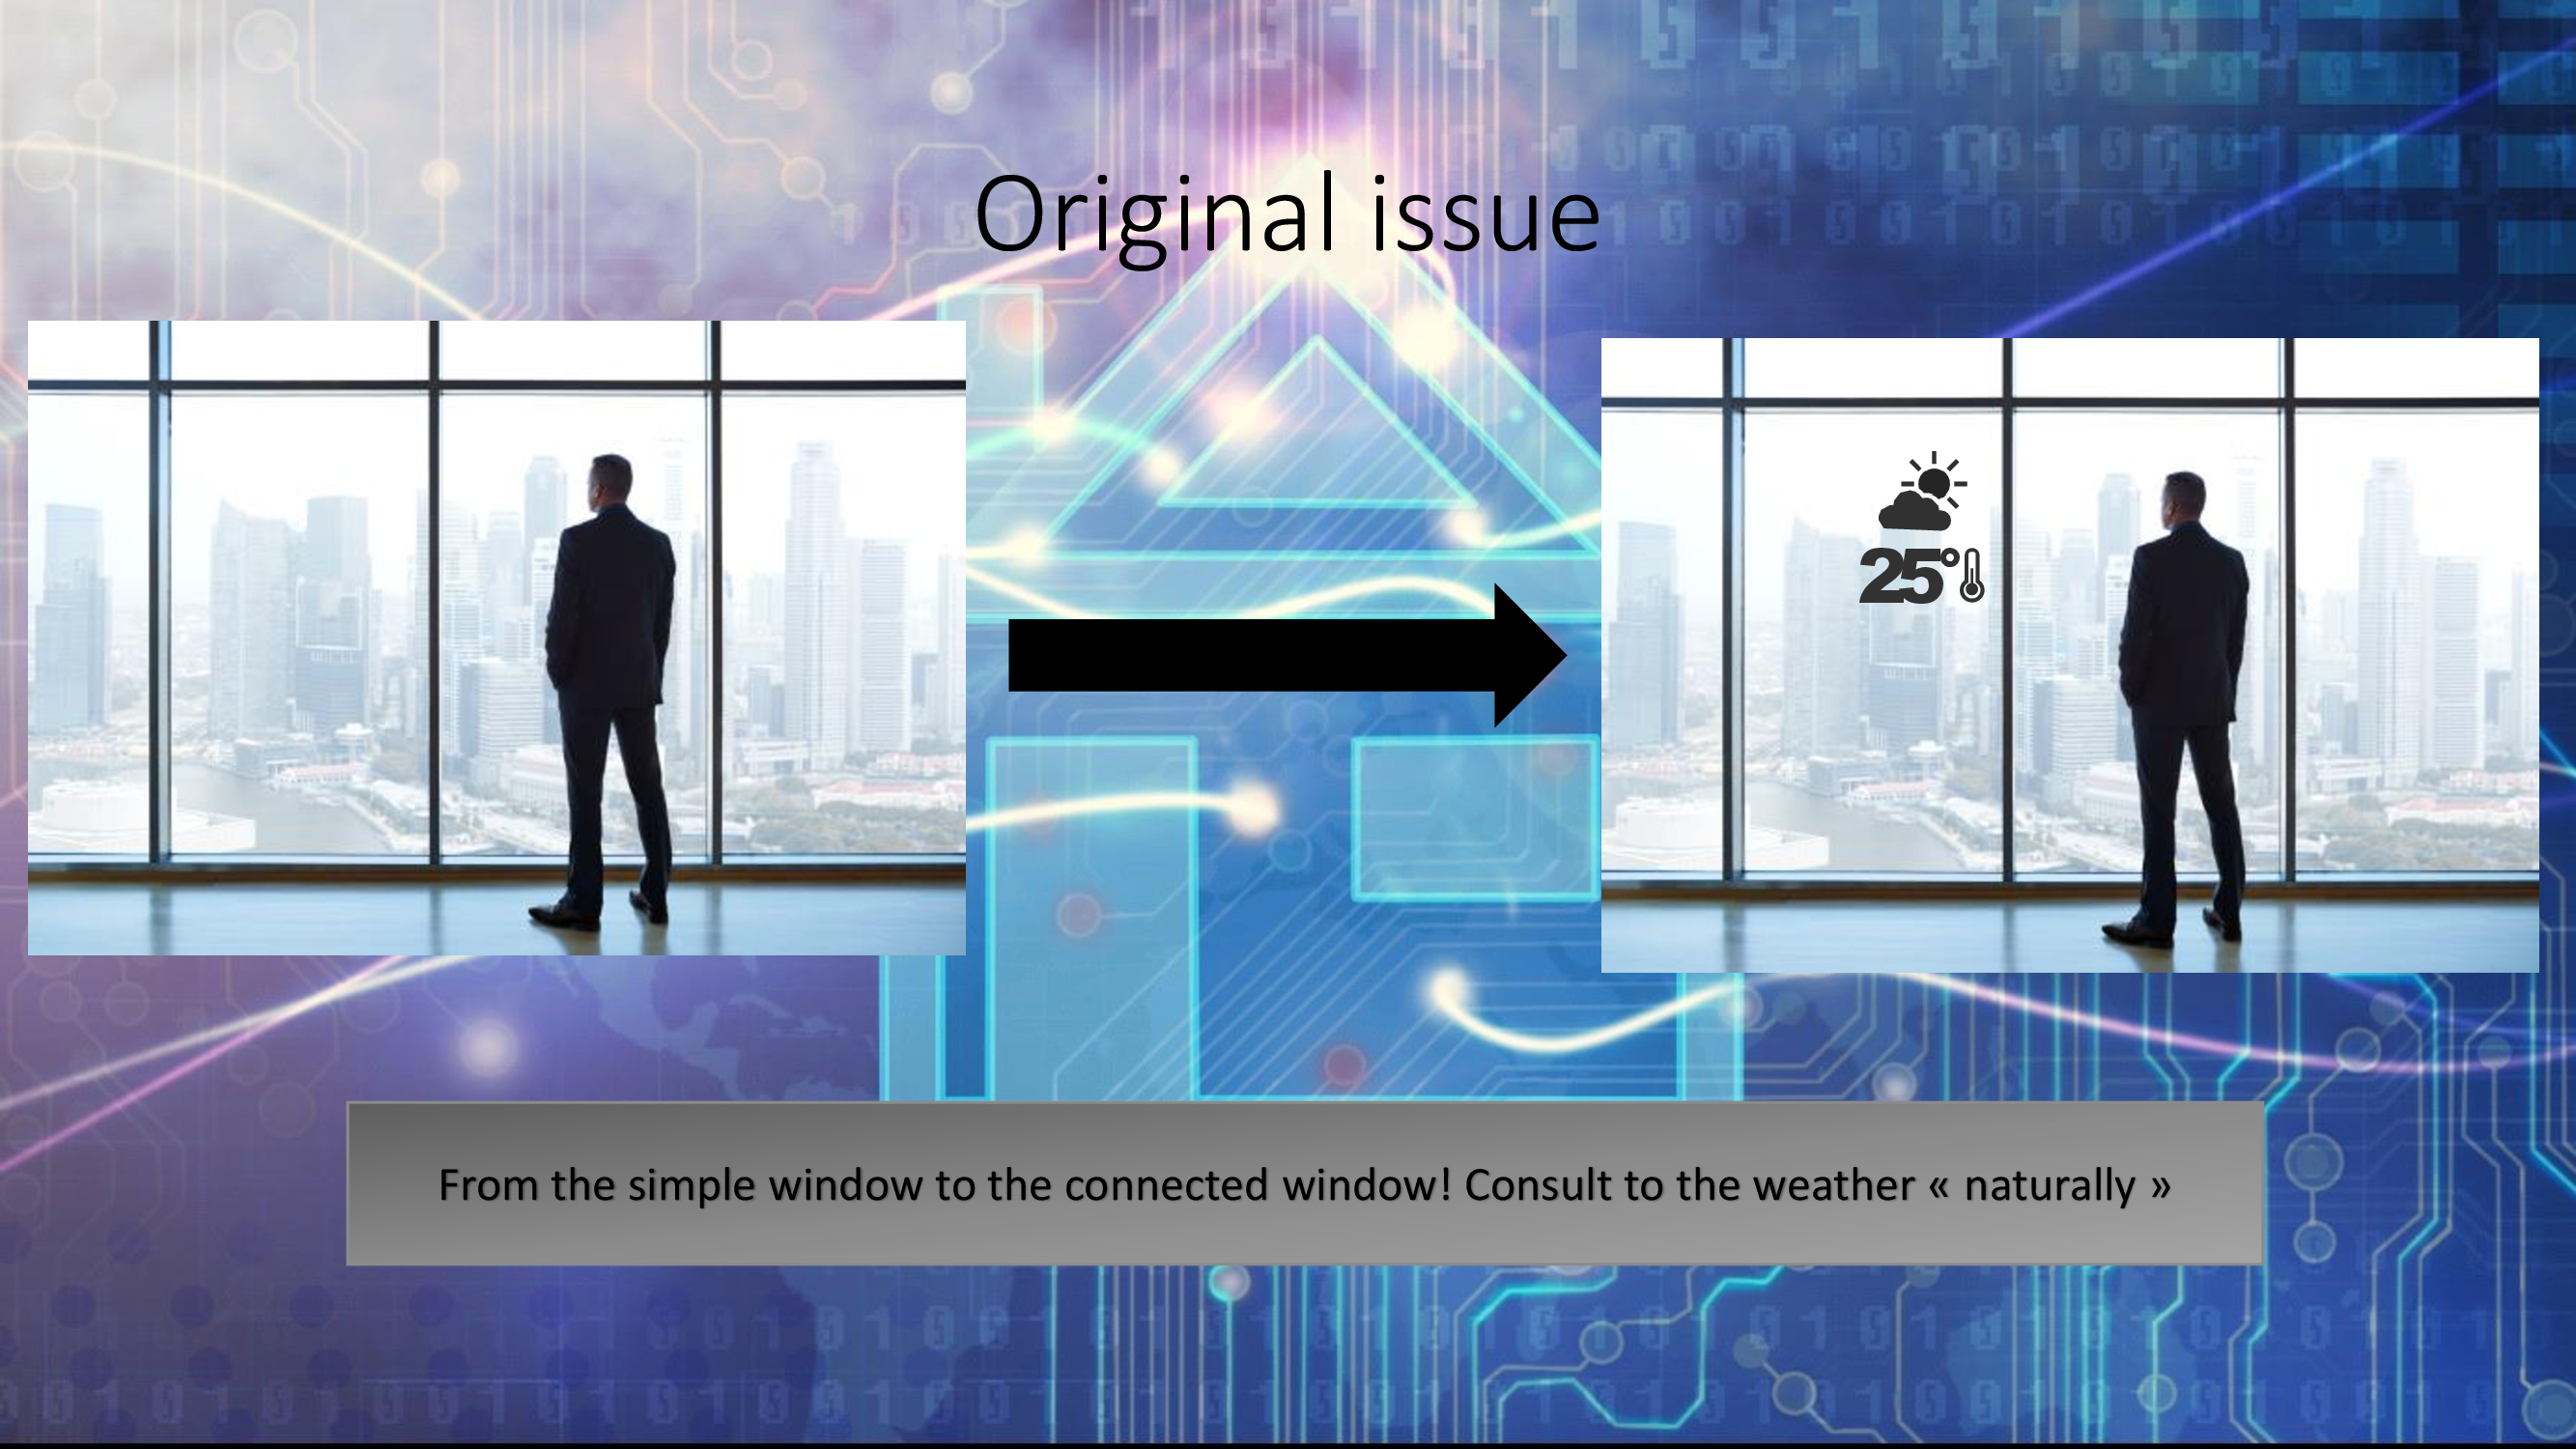 Original issue
25°
From the simple window to the connected window! Consult to the weather « naturally »